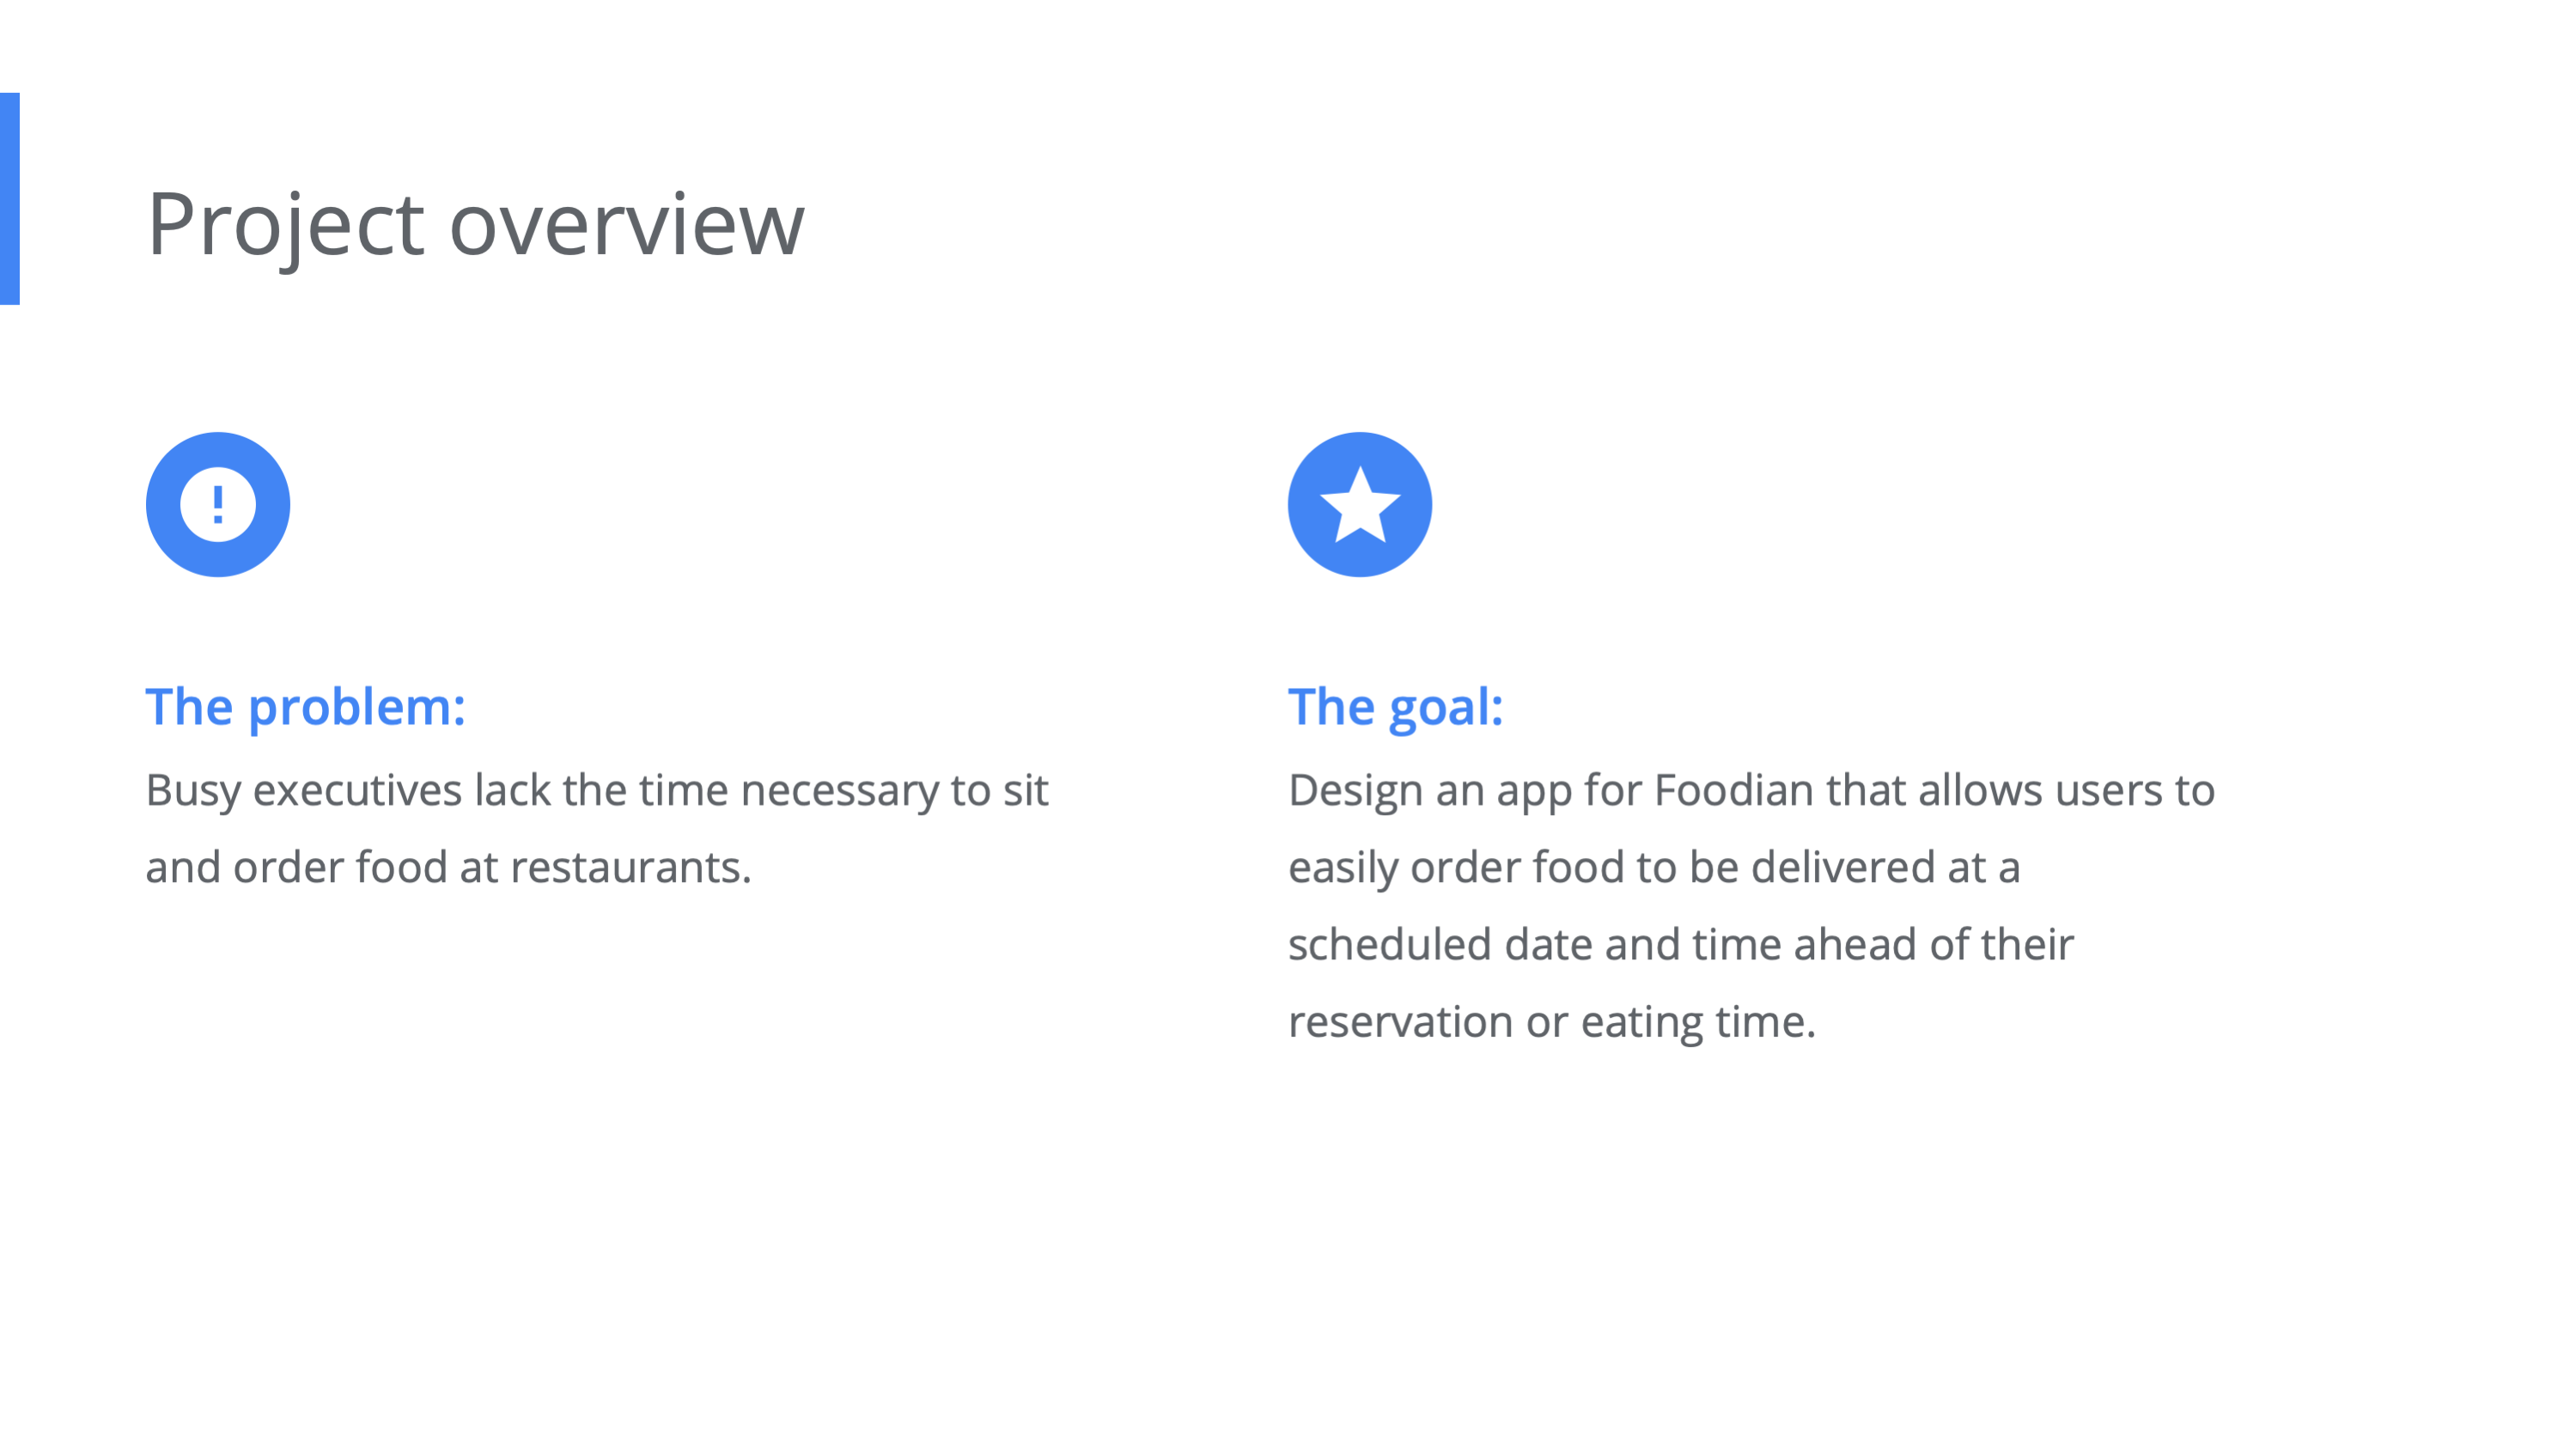 Project overview
The problem:
Busy executives lack the time necessary to sit
and order food at restaurants.
The goal:
Design an app for Foodian that allows users to
easily order food to be delivered at a
scheduled date and time ahead of their
reservation or eating time.